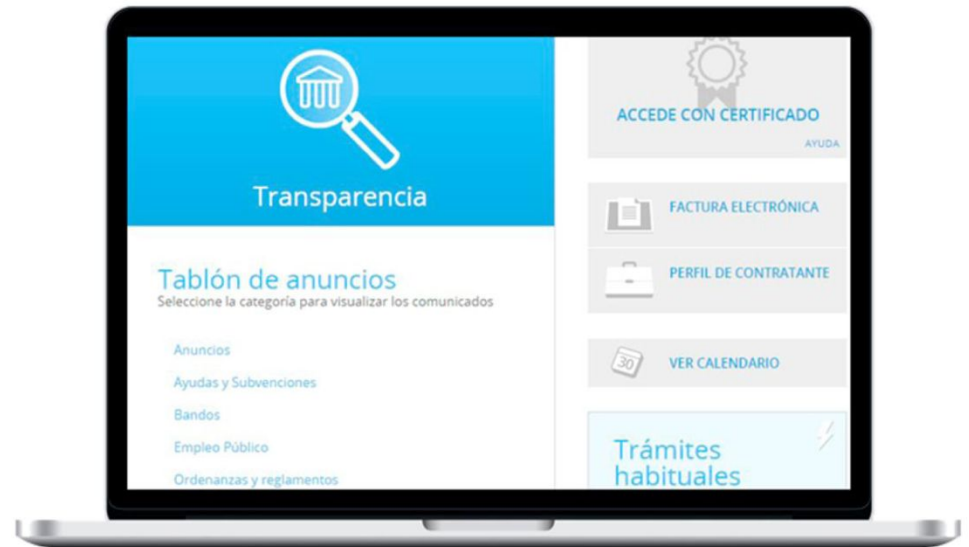 Transparencia
Tablón de anuncios
Seleccione la categoría para visualizar los comunicados
Anuncios
Ayudas y Subvenciones
Bandos
Empleo Público
Ordenanzas y reglamentos
ACCEDE CON CERTIFICADO
AYUDA
FACTURA ELECTRÓNICA
PERFIL DE CONTRATANTE
30
VER CALENDARIO
Trámites
habituales